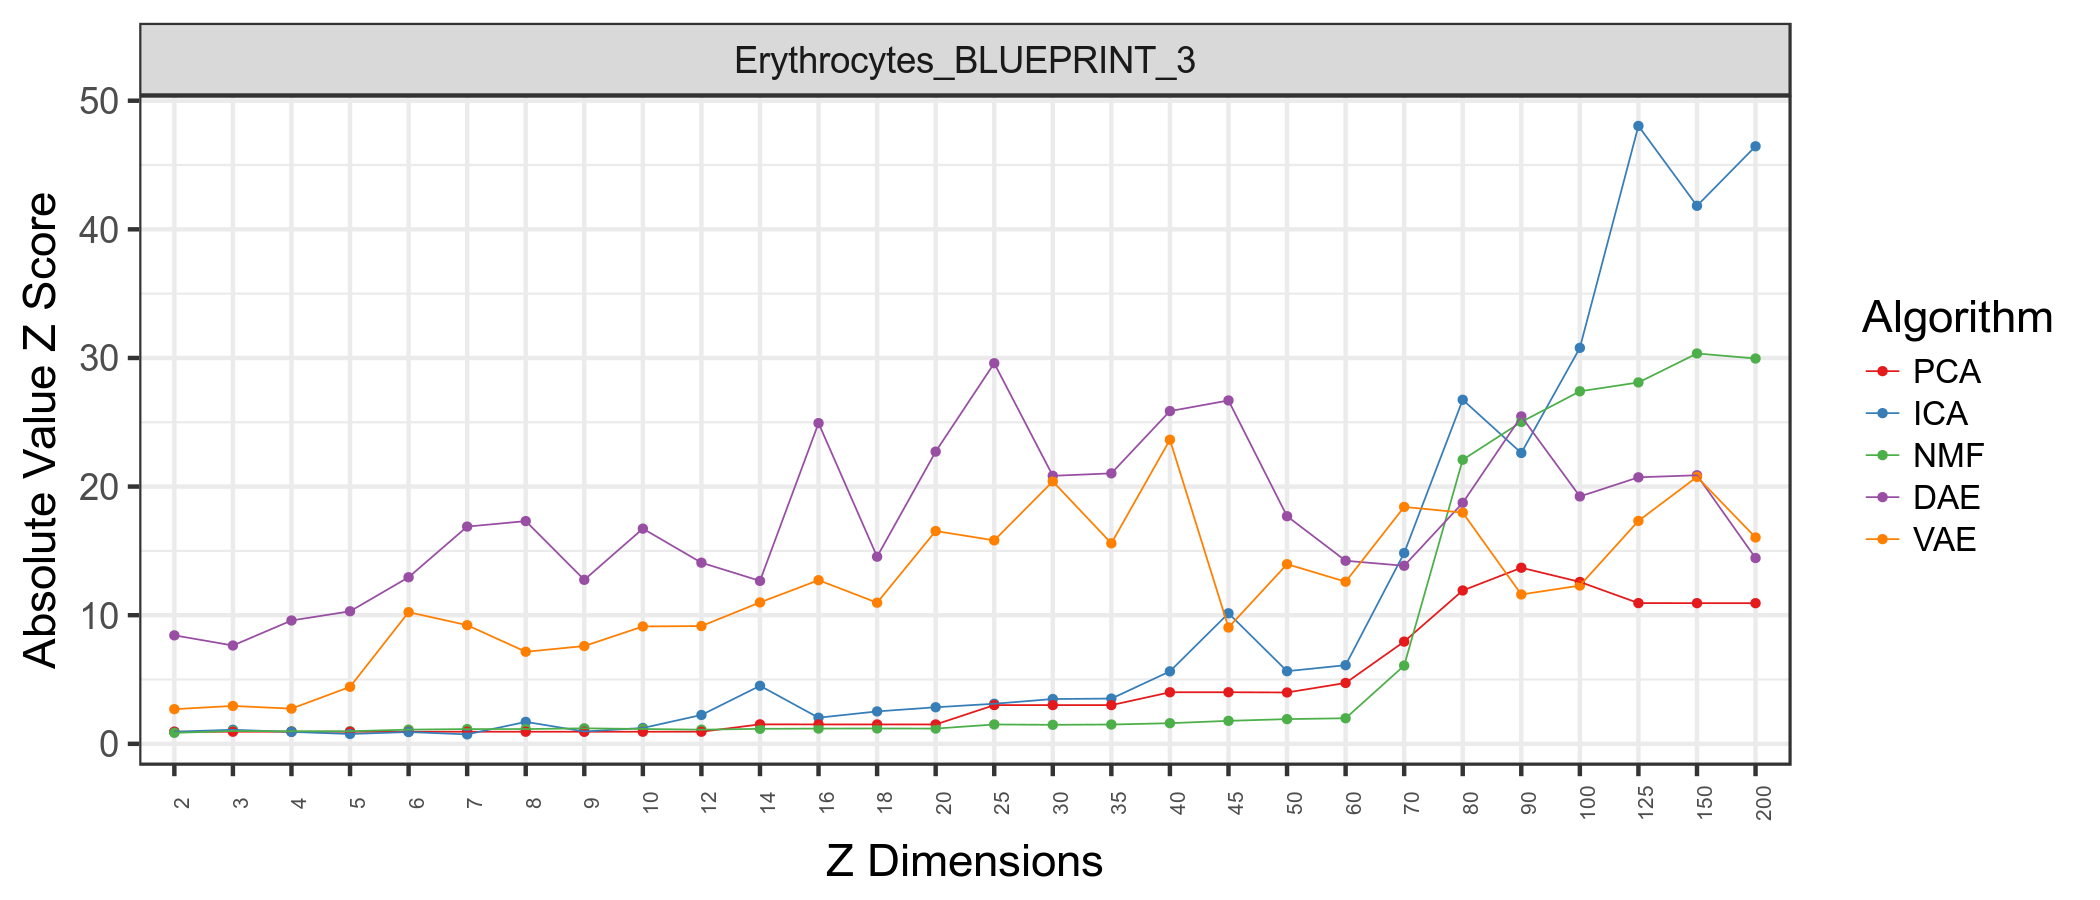 Erythrocytes_BLUEPRINT_3
Absolute Value Z Score
50
40
30
20
10
0
2 3 4 5 6 7 8 9 10 12 14 16 18 20 25 30 35 40 45 50 60 70 80 90 100 125 150 200
Z Dimensions
Algorithm
PCA
ICA
NMF
DAE
VAE